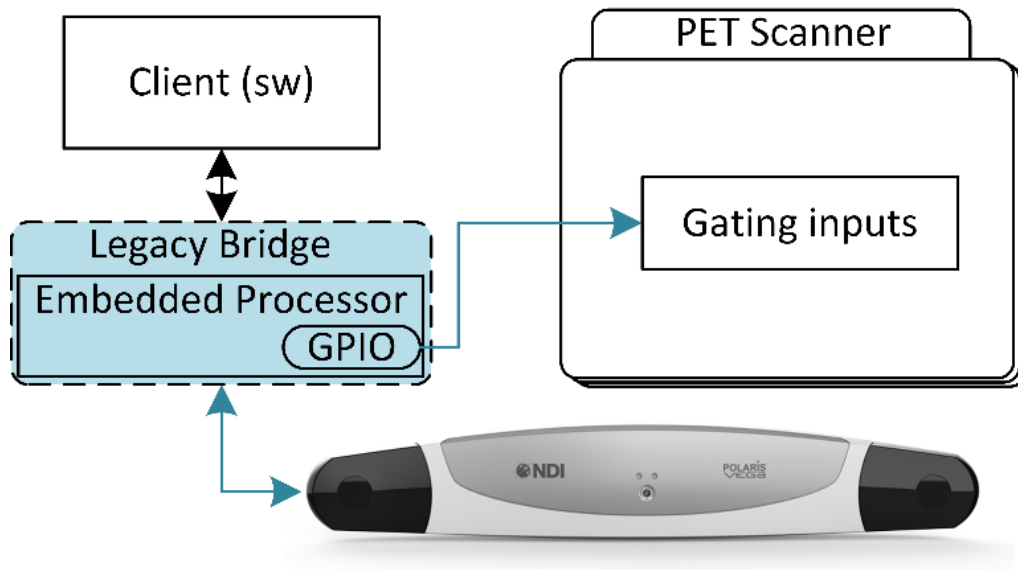 PET Scanner
Client (sw)
Gating inputs
Legacy Bridge
Embedded Processor
GPIO
NDI
POLARIS
VEGA